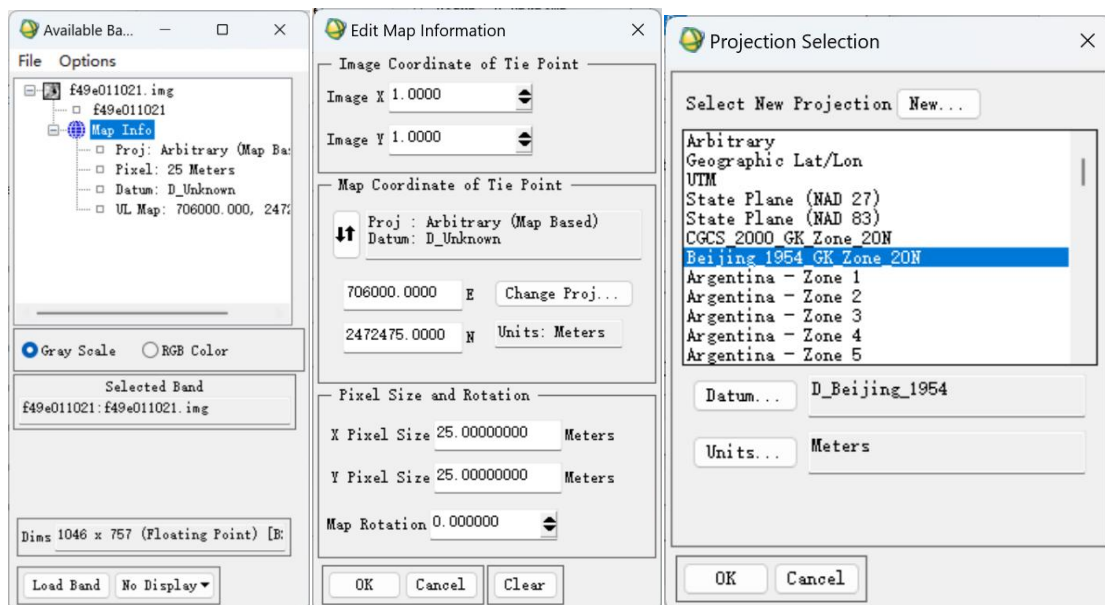 Available Ba...
File Options
f49e011021.img
f49e011021
Map Info
Proj: Arbitrary (Map Ba
Pixel: 25 Meters
Datum: D_Unknown
UL Map: 706000.000, 247
Gray Scale RGB Color
Selected Band
f49e011021:f49e011021.img
Dims 1046 x 757 (Floating Point) [B
Load Band No Display
Edit Map Information
Image Coordinate of Tie Point
Image X 1.0000
Image Y 1.0000
Map Coordinate of Tie Point
Proj : Arbitrary (Map Based)
Datum: D_Unknown
706000.0000 E Change Proj...
2472475.0000 N Units: Meters
Pixel Size and Rotation
X Pixel Size 25.00000000 Meters
Y Pixel Size 25.00000000 Meters
Map Rotation 0.000000
OK Cancel Clear
Projection Selection
Select New Projection New...
Arbitrary
Geographic Lat/Lon
UTM
State Plane (NAD 27)
State Plane (NAD 83)
CGCS_2000_GK_Zone_20N
Beijing_1954_GK_Zone_20N
Argentina - Zone 1
Argentina - Zone 2
Argentina - Zone 3
Argentina - Zone 4
Argentina - Zone 5
Datum... D_Beijing_1954
Units... Meters
OK Cancel